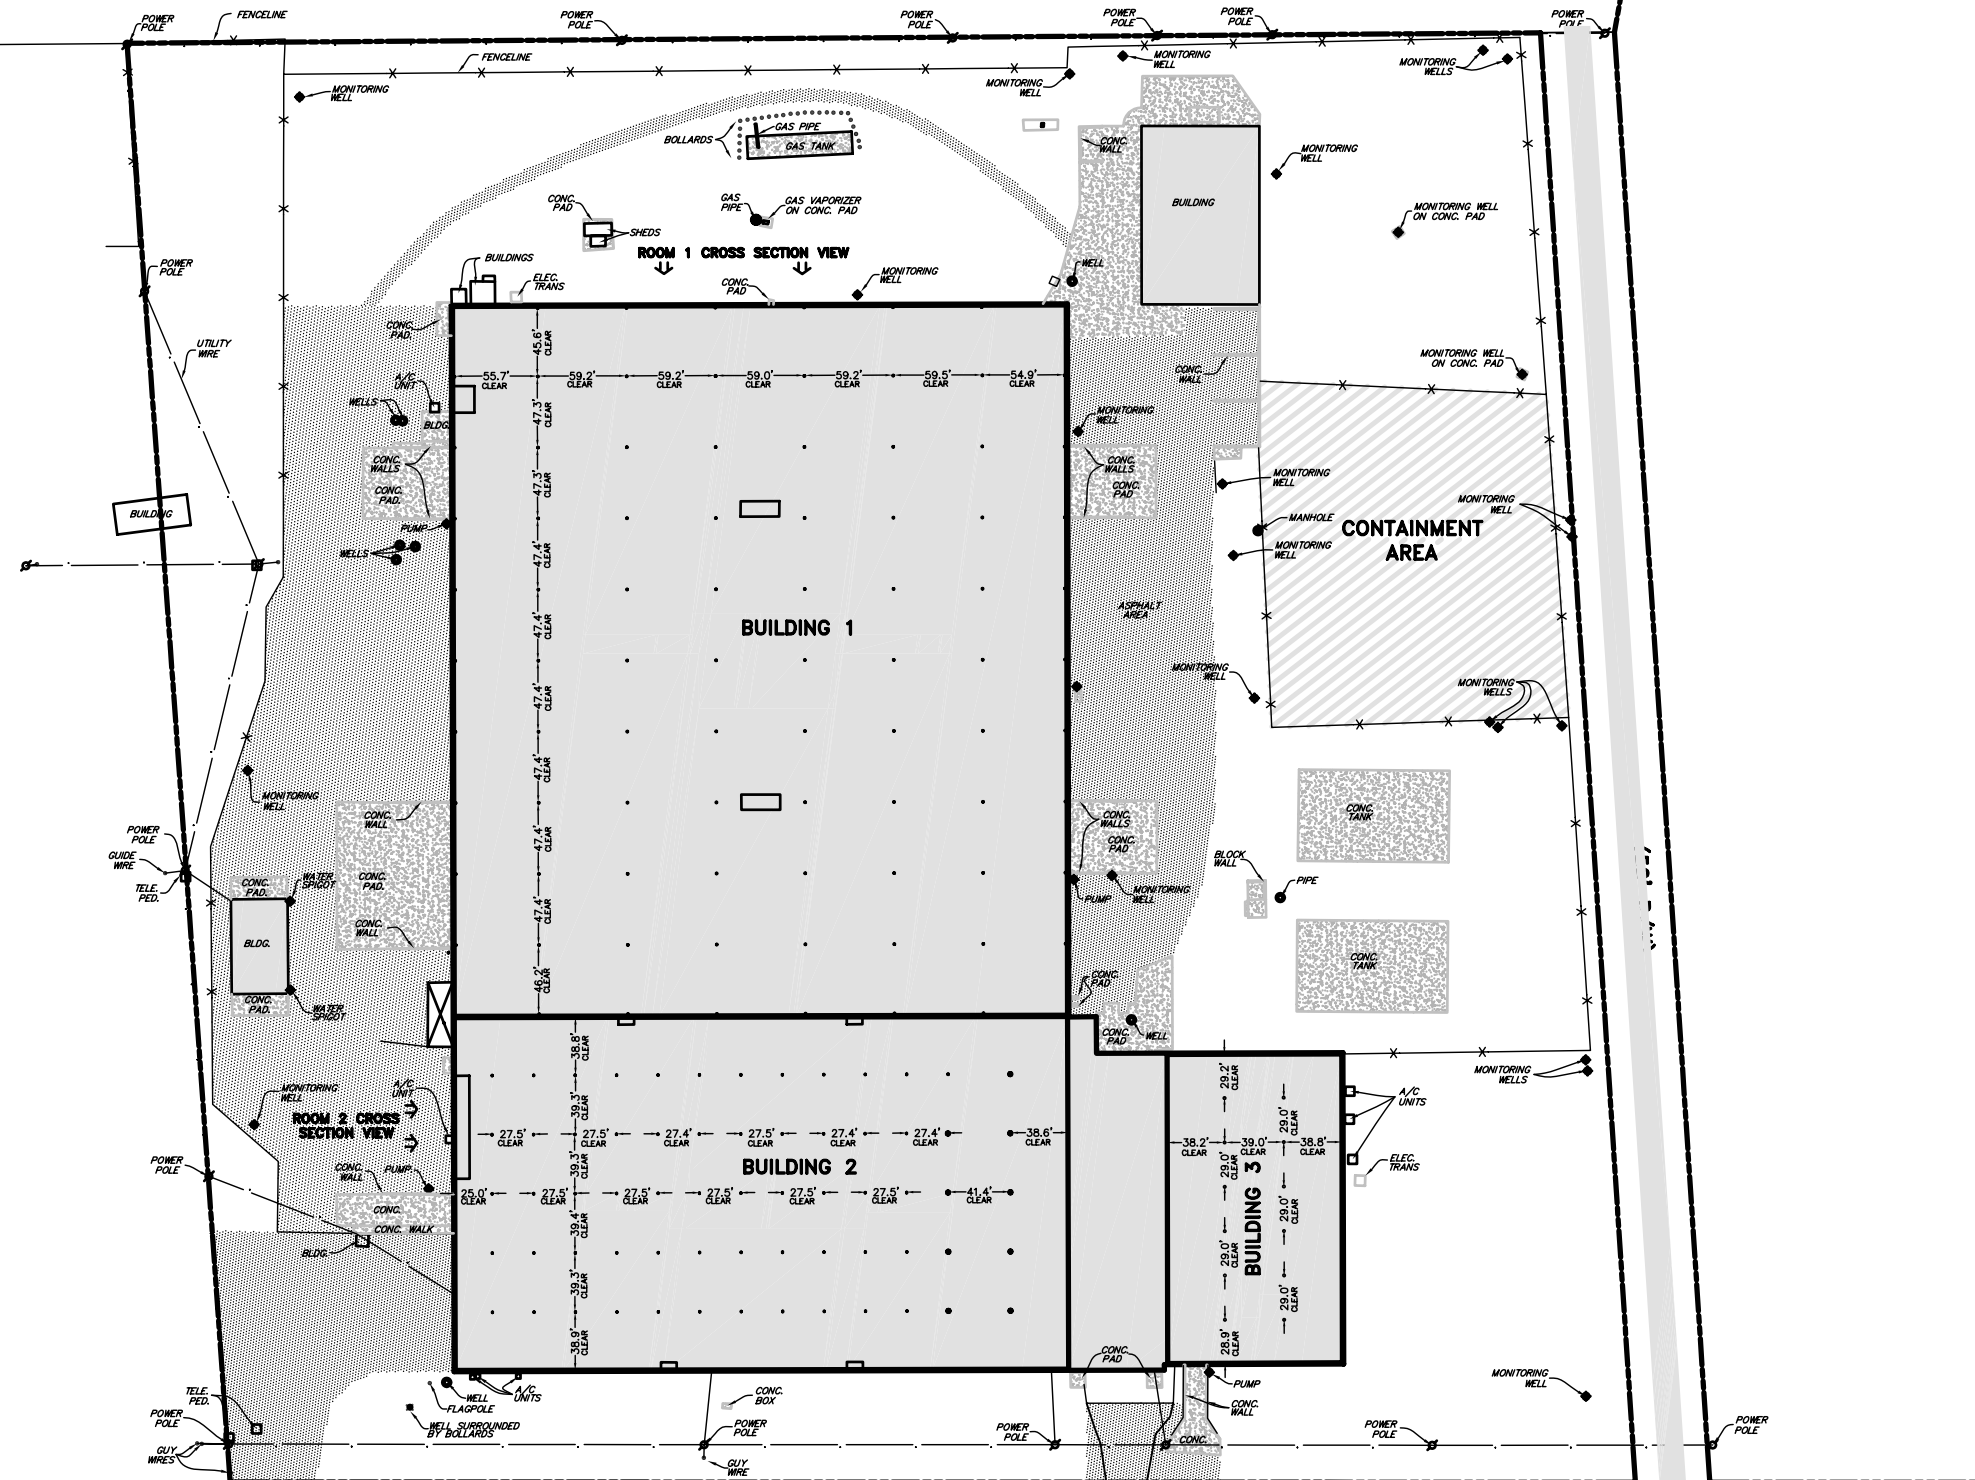 POWER
POLE
FENCELINE
POWER
POLE
POWER
POLE
POWER
POLE
POWER
POLE
POWER
FENCELINE
MONITORING
WELL
MONITORING
WELL
MONITORING
WELLS
MONITORING
WELL
BOLLARDS
GAS PIPE
GAS TANK
CONC.
WALL
MONITORING
WELL
CONC.
PAD
SHEDS
GAS
PIPE
GAS VAPORIZER
ON CONC. PAD
BUILDING
MONITORING WELL
ON CONC. PAD
ROOM 1 CROSS SECTION VIEW
BUILDINGS
ELEC.
TRANS
CONC.
PAD
MONITORING
WELL
WELL
POWER
POLE
UTILITY
WIRE
CONC.
PAD.
45.6'
CLEAR
55.7'
CLEAR
59.2'
CLEAR
59.2'
CLEAR
59.0'
CLEAR
59.2'
CLEAR
59.5'
CLEAR
54.9'
CLEAR
CONC.
WALL
MONITORING WELL
ON CONC. PAD
A/C
UNIT
WELLS
BLDG.
47.3'
CLEAR
MONITORING
WELL
CONC.
WALLS
CONC.
PAD.
47.3'
CLEAR
CONC.
WALLS
CONC.
PAD
MONITORING
WELL
BUILDING
PUMP
WELLS
47.4'
CLEAR
MANHOLE
MONITORING
WELL
CONTAINMENT
AREA
MONITORING
WELL
47.4'
CLEAR
BUILDING 1
ASPHALT
AREA
47.4'
CLEAR
MONITORING
WELL
MONITORING
WELLS
47.4'
CLEAR
MONITORING
WELL
CONC.
WALL
47.4'
CLEAR
CONC.
WALLS
CONC.
PAD
CONC.
TANK
POWER
POLE
GUIDE
WIRE
TELE.
PED.
CONC.
PAD.
WATER
SPIGOT
CONC.
PAD.
CONC.
WALL
BLDG.
CONC.
PAD.
WATER
SPIGOT
47.4'
CLEAR
46.2'
CLEAR
PUMP
MONITORING
WELL
BLOCK
WALL
PIPE
CONC.
TANK
CONC.
PAD
CONC.
PAD
WELL
MONITORING
WELLS
MONITORING
WELL
A/C
UNIT
ROOM 2 CROSS
SECTION VIEW
38.8'
CLEAR
39.3'
CLEAR
27.5'
CLEAR
27.5'
CLEAR
27.4'
CLEAR
27.5'
CLEAR
27.4'
CLEAR
27.4'
CLEAR
38.6'
CLEAR
BUILDING 2
39.3'
CLEAR
25.0'
CLEAR
27.5'
CLEAR
27.5'
CLEAR
27.5'
CLEAR
27.5'
CLEAR
27.5'
CLEAR
41.4'
CLEAR
39.4'
CLEAR
39.3'
CLEAR
38.9'
CLEAR
29.2'
CLEAR
29.0'
CLEAR
38.2'
CLEAR
39.0'
CLEAR
38.8'
CLEAR
29.0'
CLEAR
29.0'
CLEAR
29.0'
CLEAR
29.0'
CLEAR
28.9'
CLEAR
BUILDING 3
A/C
UNITS
ELEC.
TRANS
POWER
POLE
CONC.
WALL
PUMP
CONC.
CONC. WALK
BLDG.
CONC.
PAD
PUMP
CONC.
WALL
CONC.
MONITORING
WELL
TELE.
PED.
POWER
POLE
GUY
WIRES
WELL
FLAGPOLE
A/C
UNITS
WELL SURROUNDED
BY BOLLARDS
CONC.
BOX
POWER
POLE
GUY
WIRE
POWER
POLE
POWER
POLE
POWER
POLE